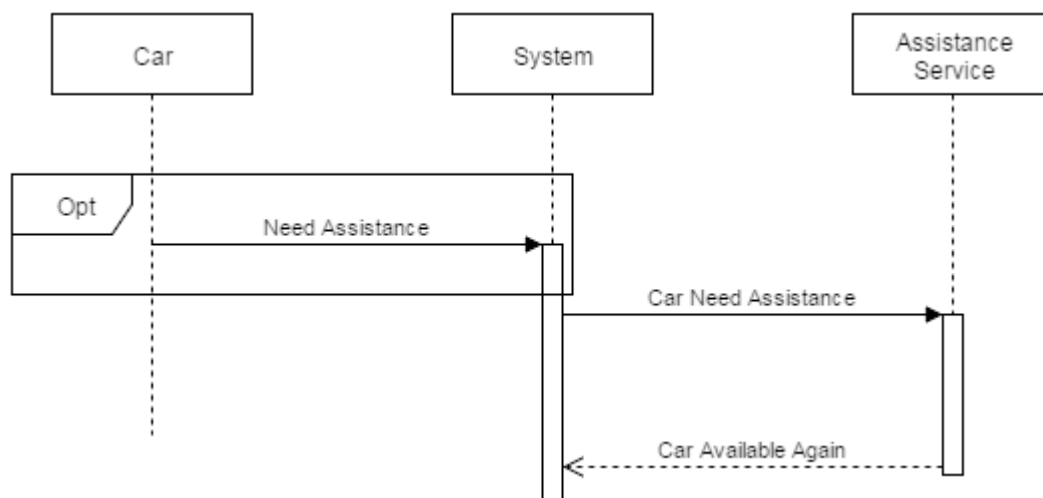 Car
System
Assistance
Service
Opt
Need Assistance
Car Need Assistance
Car Available Again